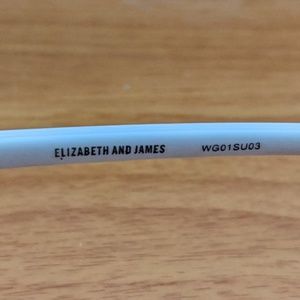 ELIZABETH AND JAMES WG01SU03